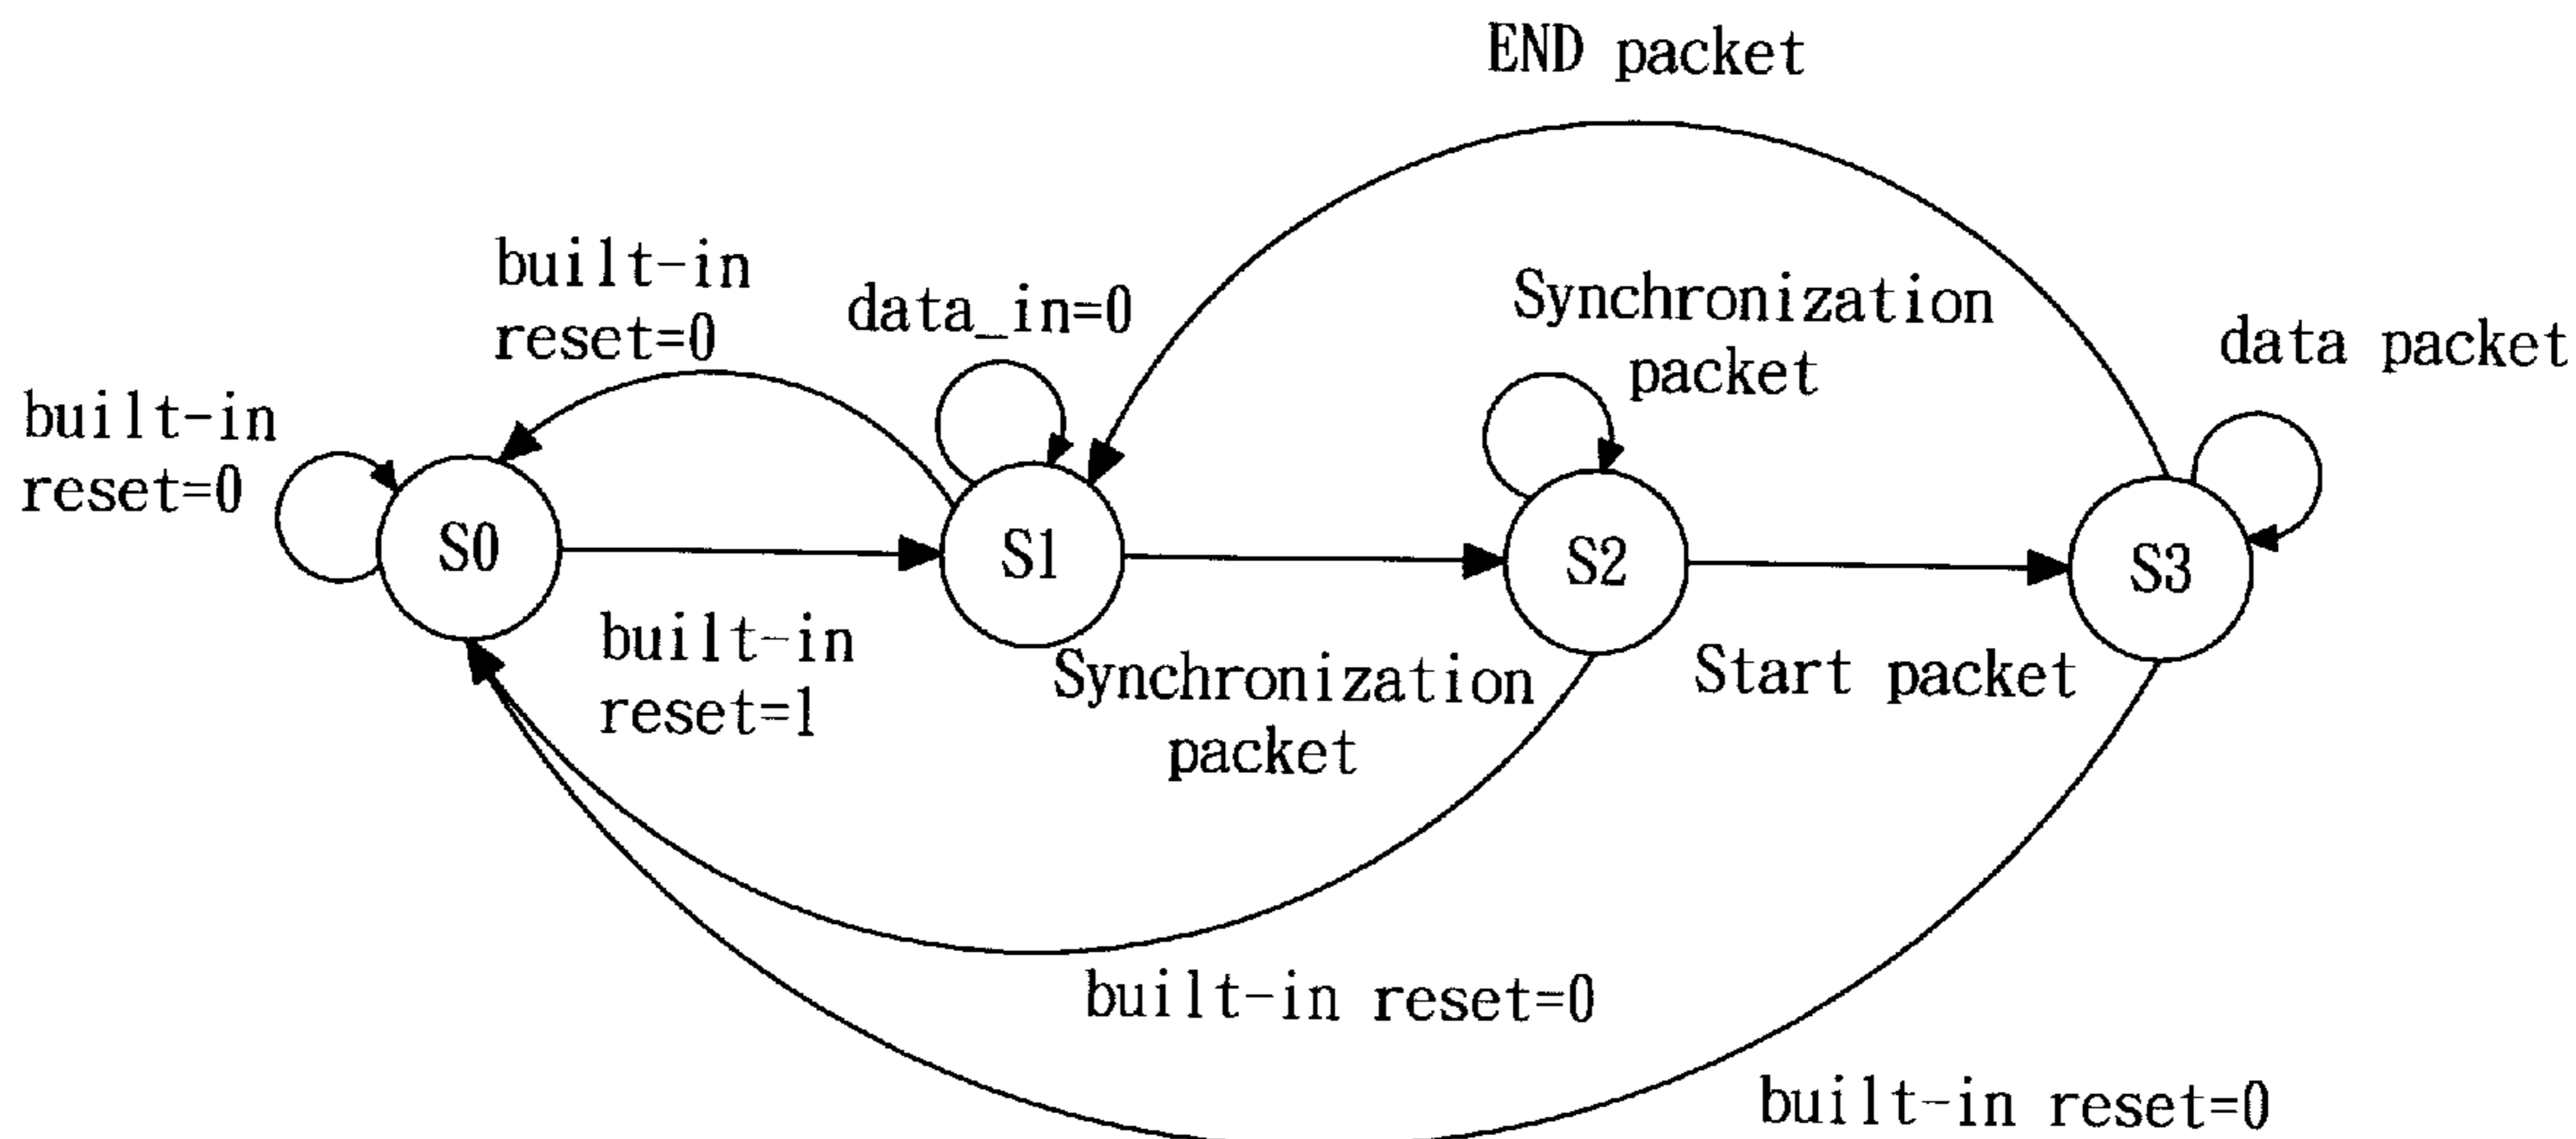 END packet
built-in
reset=0
data_in=0
Synchronization
packet
data packet
built-in
reset=0
S0
S1
S2
S3
built-in
reset=1
Synchronization
packet
Start packet
built-in reset=0
built-in reset=0